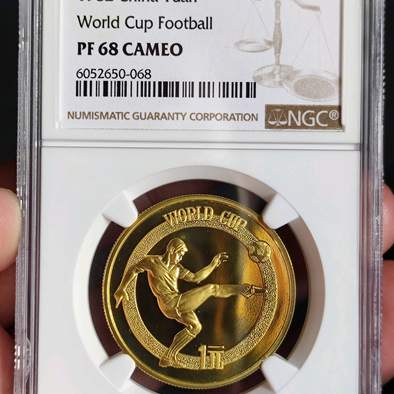 World Cup Football
PF 68 CAMEO
6052650-068
NUMISMATIC GUARANTY CORPORATION
NGC®
WORLD CUP
1元